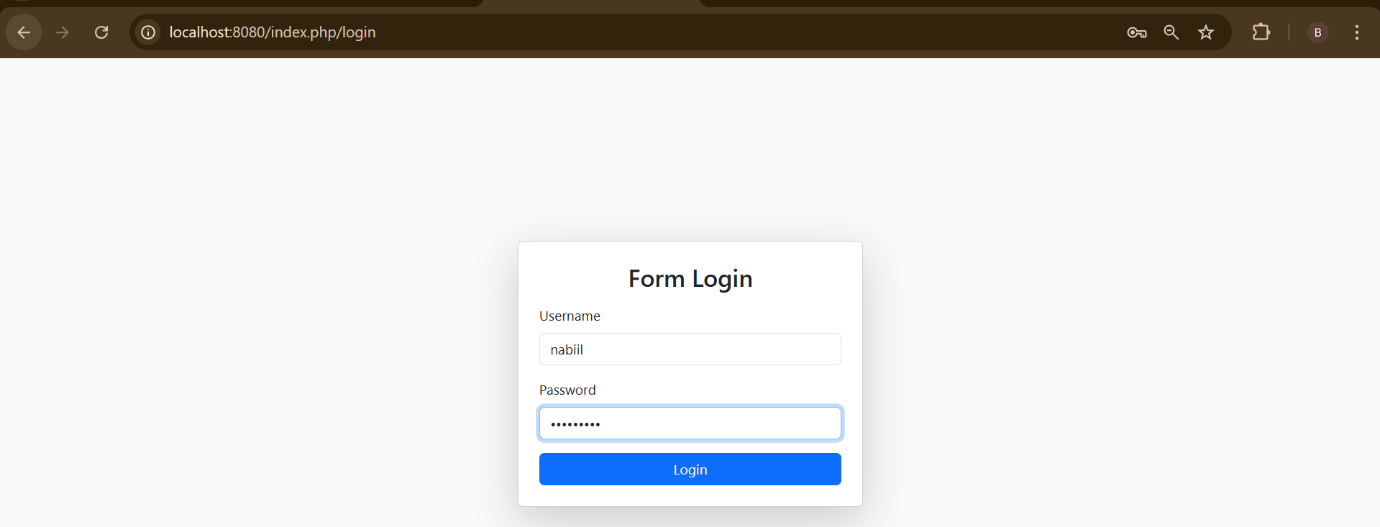 localhost:8080/index.php/login
B
Form Login
Username
nabiil
Password
•••••••••
Login